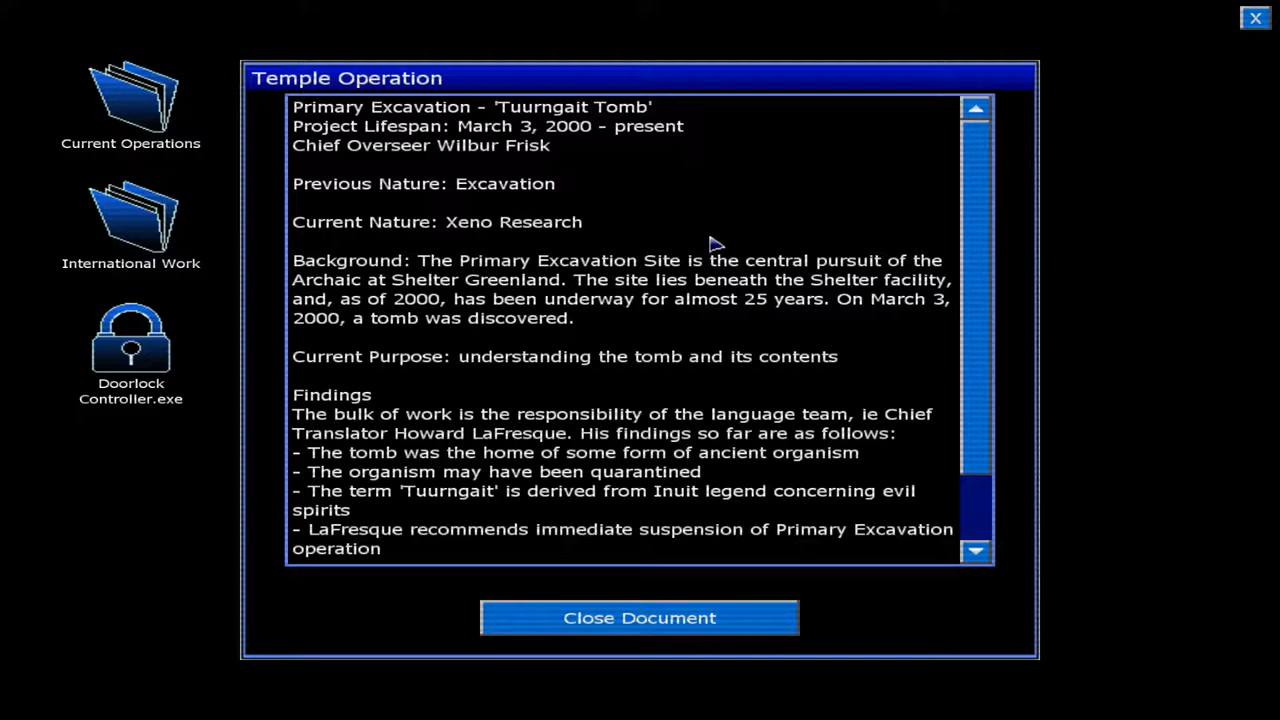 X
Temple Operation
Primary Excavation - 'Tuurngait Tomb'
Project Lifespan: March 3, 2000 - present
Chief Overseer Wilbur Frisk
Previous Nature: Excavation
Current Nature: Xeno Research
Background: The Primary Excavation Site is the central pursuit of the
Archaic at Shelter Greenland. The site lies beneath the Shelter facility,
and, as of 2000, has been underway for almost 25 years. On March 3,
2000, a tomb was discovered.
Current Purpose: understanding the tomb and its contents
Findings
The bulk of work is the responsibility of the language team, ie Chief
Translator Howard LaFresque. His findings so far are as follows:
- The tomb was the home of some form of ancient organism
- The organism may have been quarantined
- The term 'Tuurngait' is derived from Inuit legend concerning evil
spirits
- LaFresque recommends immediate suspension of Primary Excavation
operation
Close Document
Current Operations
International Work
Doorlock
Controller.exe